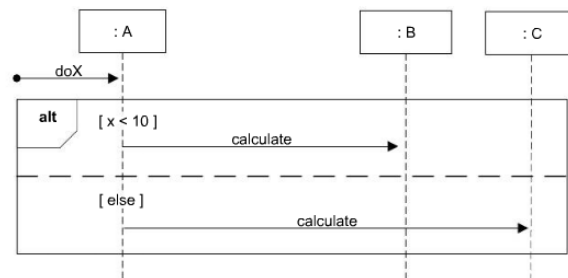 : A
: B
: C
doX
alt
[ x < 10 ]
calculate
[ else ]
calculate